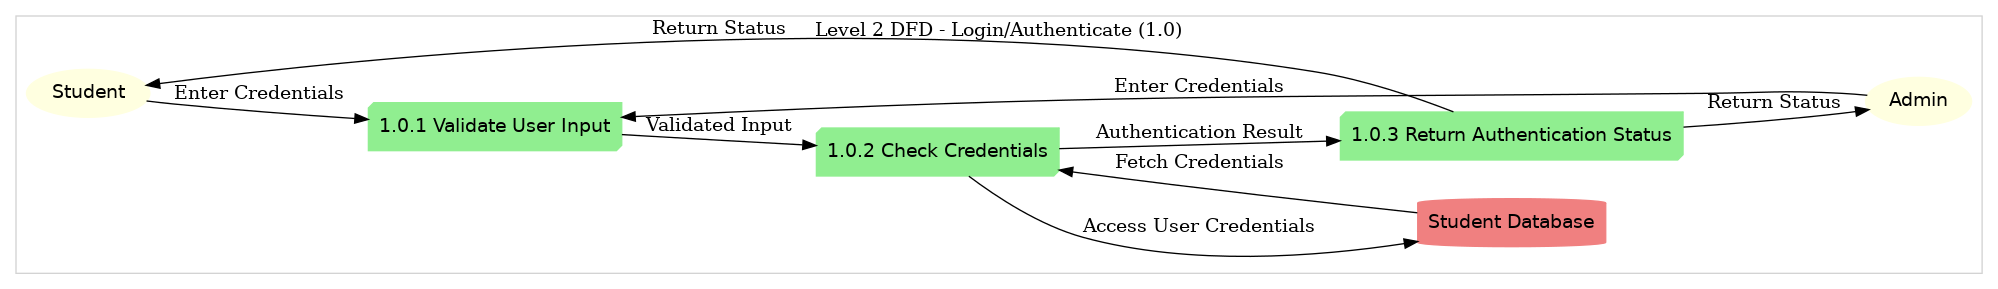 Return Status
Level 2 DFD - Login/Authenticate (1.0)
Student
Enter Credentials
Enter Credentials
Admin
Return Status
1.0.1 Validate User Input
Validated Input
1.0.2 Check Credentials
Authentication Result
1.0.3 Return Authentication Status
Fetch Credentials
Access User Credentials
Student Database